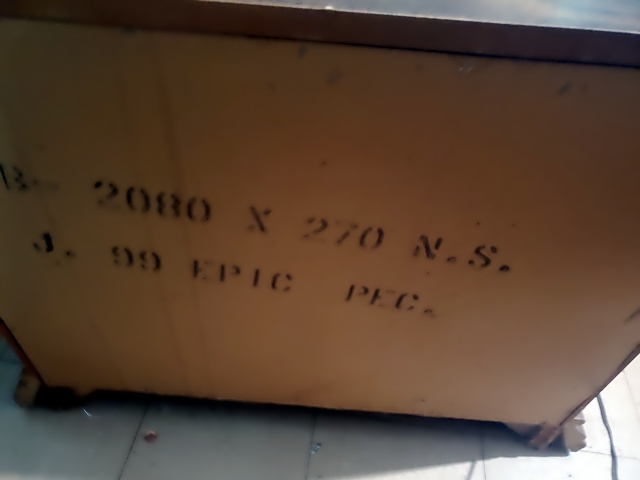 B- 2080 X 270 N.S.
J. 99 EPIC PEC.